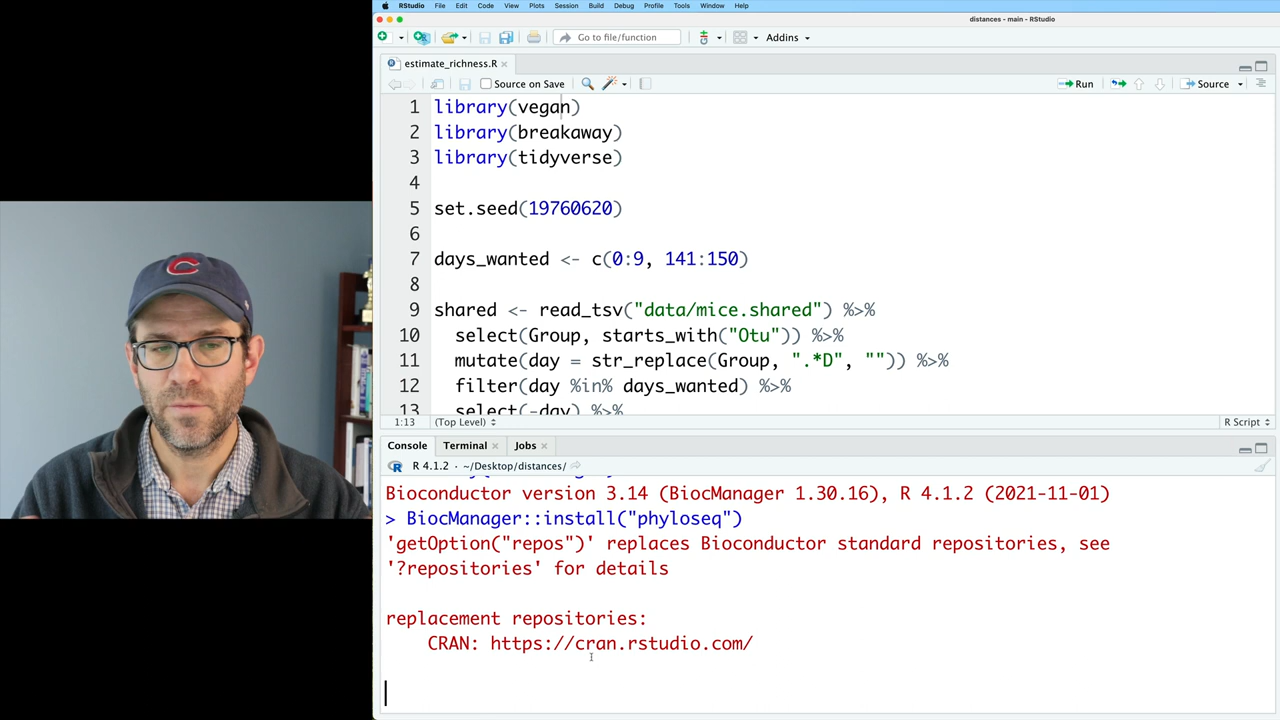 RStudio File Edit Code View Plots Session Build Debug Profile Tools Window Help
distances - main - RStudio
Go to file/function Addins
estimate_richness.R
Source on Save Run Source
1 library(vegan)
2 library(breakaway)
3 library(tidyverse)
4
5 set.seed(19760620)
6
7 days_wanted <- c(0:9, 141:150)
8
9 shared <- read_tsv("data/mice.shared") %>%
10 select(Group, starts_with("Otu")) %>%
11 mutate(day = str_replace(Group, ".*D", "")) %>%
12 filter(day %in% days_wanted) %>%
13 select(-day) %>%
1:13 (Top Level) R Script
Console Terminal Jobs
R 4.1.2 · ~/Desktop/distances/
Bioconductor version 3.14 (BiocManager 1.30.16), R 4.1.2 (2021-11-01)
> BiocManager::install("phyloseq")
'getOption("repos")' replaces Bioconductor standard repositories, see
'?repositories' for details
replacement repositories:
CRAN: https://cran.rstudio.com/
C